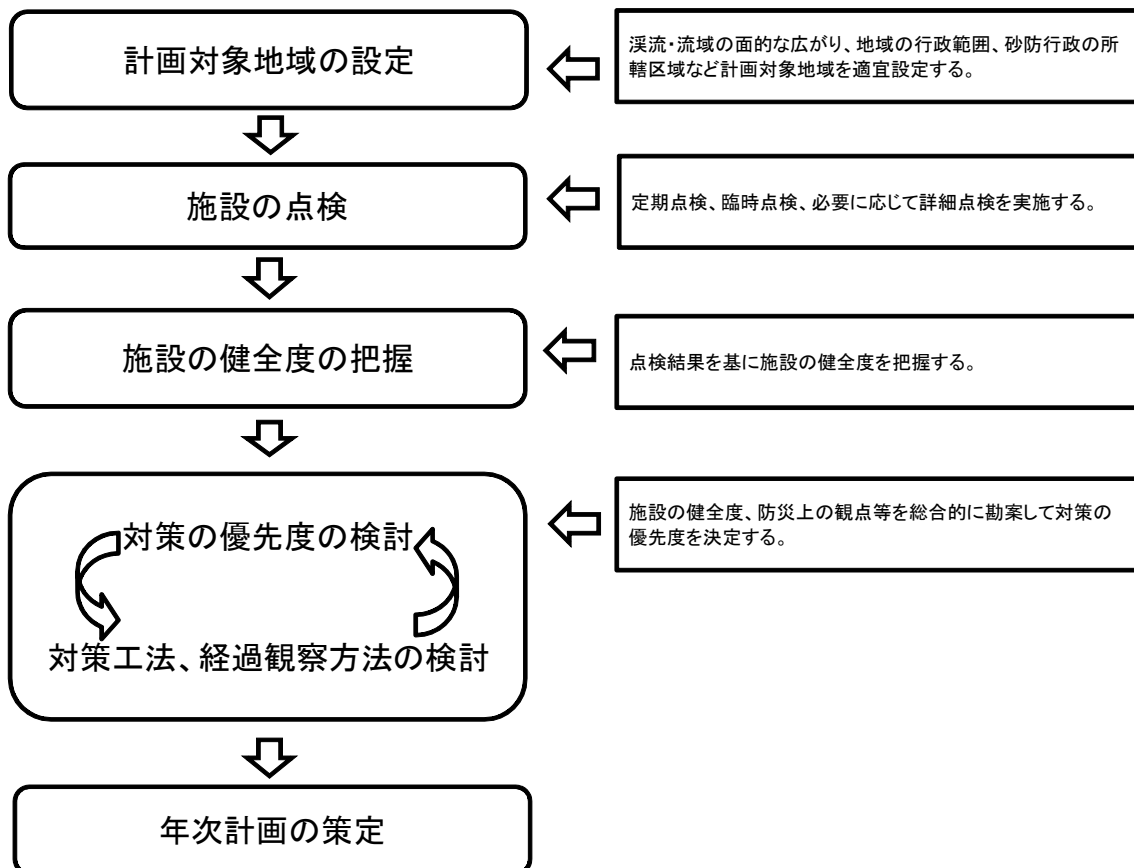 計画対象地域の設定
渓流・流域の面的な広がり、地域の行政範囲、砂防行政の所
轄区域など計画対象地域を適宜設定する。
施設の点検
定期点検、臨時点検、必要に応じて詳細点検を実施する。
施設の健全度の把握
点検結果を基に施設の健全度を把握する。
対策の優先度の検討
対策工法、経過観察方法の検討
施設の健全度、防災上の観点等を総合的に勘案して対策の
優先度を決定する。
年次計画の策定